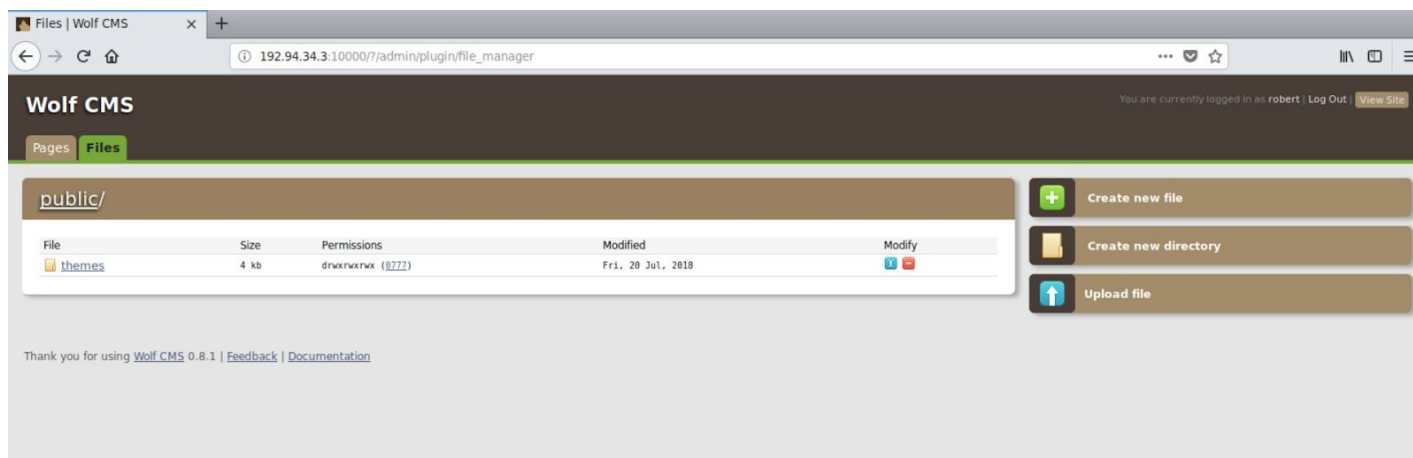 Files | Wolf CMS
192.94.34.3:10000/?/admin/plugin/file_manager
Wolf CMS
You are currently logged in as robert | Log Out | View Site
Pages Files
public/
File Size Permissions Modified Modify
themes 4 kb drwxrwxrwx (0777) Fri, 20 Jul, 2018
Create new file
Create new directory
Upload file
Thank you for using Wolf CMS 0.8.1 | Feedback | Documentation